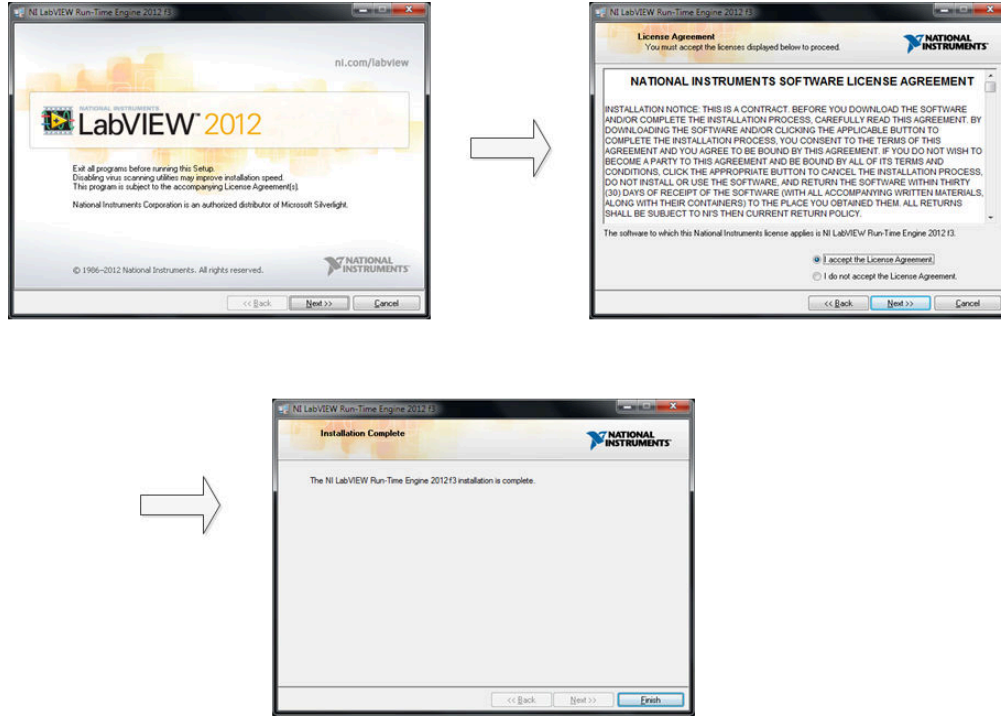 NI LabVIEW Run-Time Engine 2012 f3
ni.com/labview
NATIONAL INSTRUMENTS
LabVIEW™ 2012
Exit all programs before running this Setup.
Disabling virus scanning utilities may improve installation speed.
This program is subject to the accompanying License Agreement(s).
National Instruments Corporation is an authorized distributor of Microsoft Silverlight.
© 1986–2012 National Instruments. All rights reserved.
NATIONAL
INSTRUMENTS
<< Back Next >> Cancel
NI LabVIEW Run-Time Engine 2012 f3
License Agreement
You must accept the licenses displayed below to proceed.
NATIONAL
INSTRUMENTS
NATIONAL INSTRUMENTS SOFTWARE LICENSE AGREEMENT
INSTALLATION NOTICE: THIS IS A CONTRACT. BEFORE YOU DOWNLOAD THE SOFTWARE
AND/OR COMPLETE THE INSTALLATION PROCESS, CAREFULLY READ THIS AGREEMENT. BY
DOWNLOADING THE SOFTWARE AND/OR CLICKING THE APPLICABLE BUTTON TO
COMPLETE THE INSTALLATION PROCESS, YOU CONSENT TO THE TERMS OF THIS
AGREEMENT AND YOU AGREE TO BE BOUND BY THIS AGREEMENT. IF YOU DO NOT WISH TO
BECOME A PARTY TO THIS AGREEMENT AND BE BOUND BY ALL OF ITS TERMS AND
CONDITIONS, CLICK THE APPROPRIATE BUTTON TO CANCEL THE INSTALLATION PROCESS,
DO NOT INSTALL OR USE THE SOFTWARE, AND RETURN THE SOFTWARE WITHIN THIRTY
(30) DAYS OF RECEIPT OF THE SOFTWARE (WITH ALL ACCOMPANYING WRITTEN MATERIALS,
ALONG WITH THEIR CONTAINERS) TO THE PLACE YOU OBTAINED THEM. ALL RETURNS
SHALL BE SUBJECT TO NI'S THEN CURRENT RETURN POLICY.
The software to which this National Instruments license applies is NI LabVIEW Run-Time Engine 2012 f3.
I accept the License Agreement.
I do not accept the License Agreement.
<< Back Next >> Cancel
NI LabVIEW Run-Time Engine 2012 f3
Installation Complete
NATIONAL
INSTRUMENTS
The NI LabVIEW Run-Time Engine 2012 f3 installation is complete.
<< Back Next >> Finish